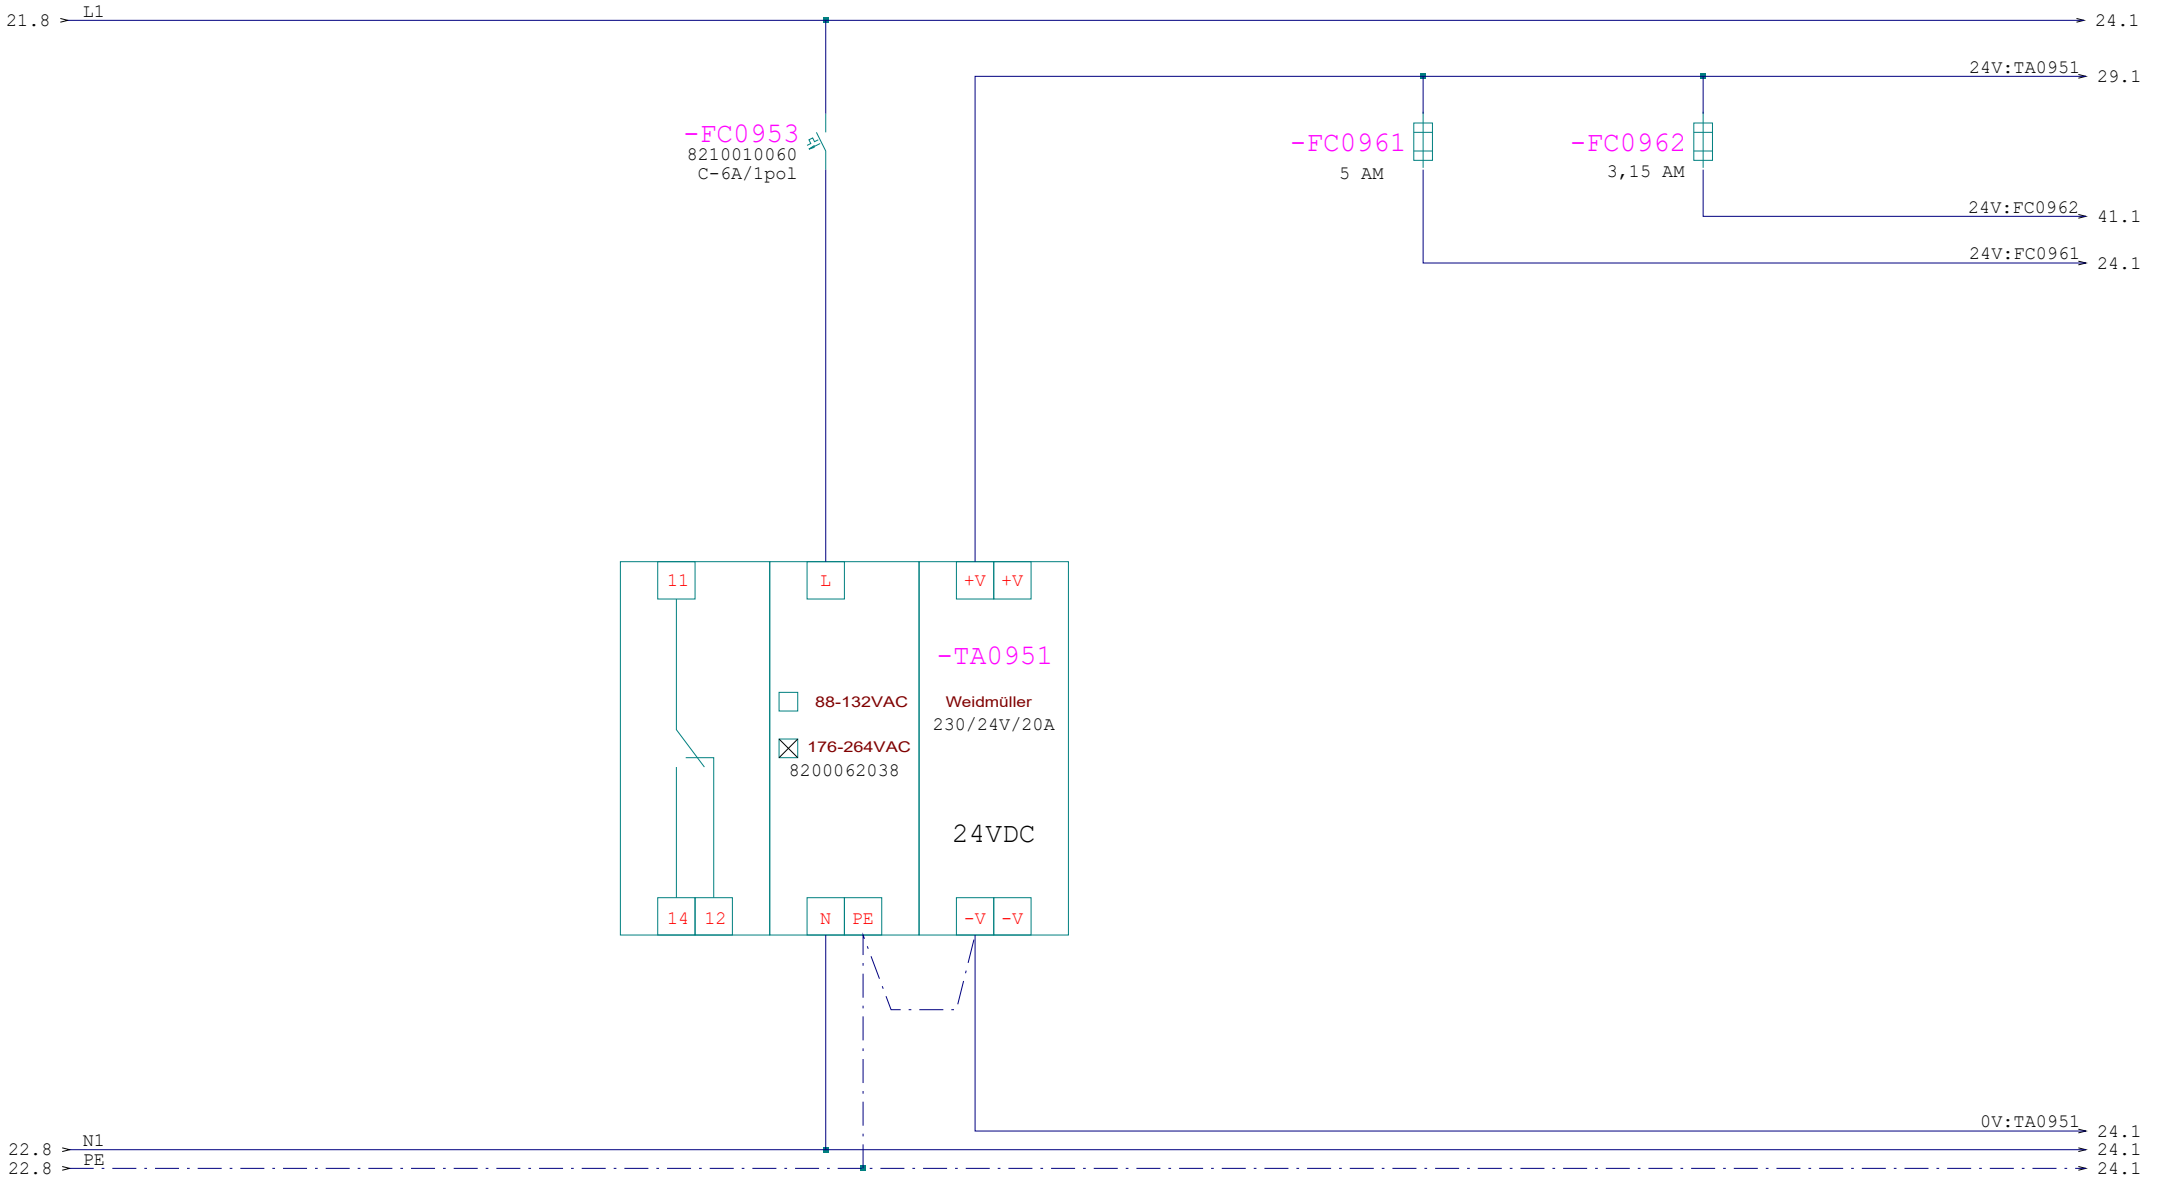 21.8
L1
24.1
24V:TA0951
29.1
-FC0953
8210010060
C-6A/1pol
-FC0961
5 AM
-FC0962
3,15 AM
24V:FC0962
41.1
24V:FC0961
24.1
11
L
+V
+V
-TA0951
88-132VAC
Weidmüller
230/24V/20A
176-264VAC
8200062038
24VDC
14
12
N
PE
-V
-V
0V:TA0951
24.1
22.8
N1
24.1
22.8
PE
24.1